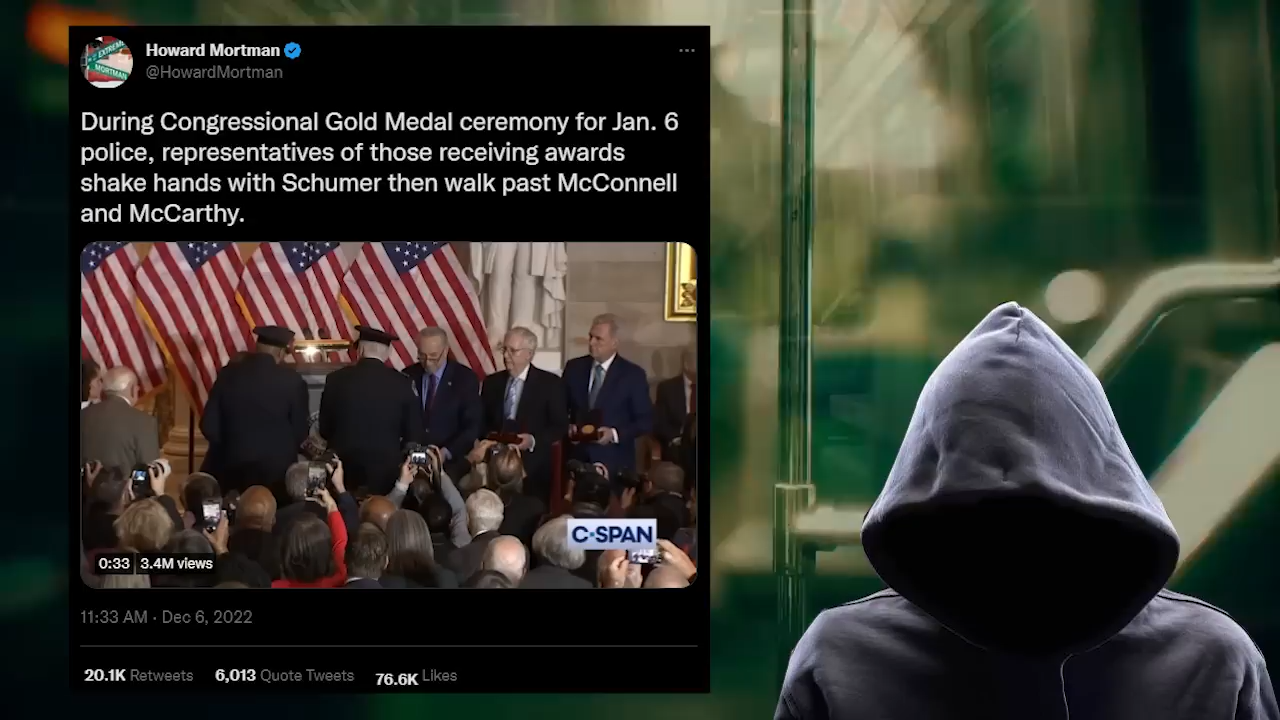 Howard Mortman
@HowardMortman
During Congressional Gold Medal ceremony for Jan. 6
police, representatives of those receiving awards
shake hands with Schumer then walk past McConnell
and McCarthy.
C-SPAN
0:33 3.4M views
11:33 AM · Dec 6, 2022
20.1K Retweets 6,013 Quote Tweets 76.6K Likes